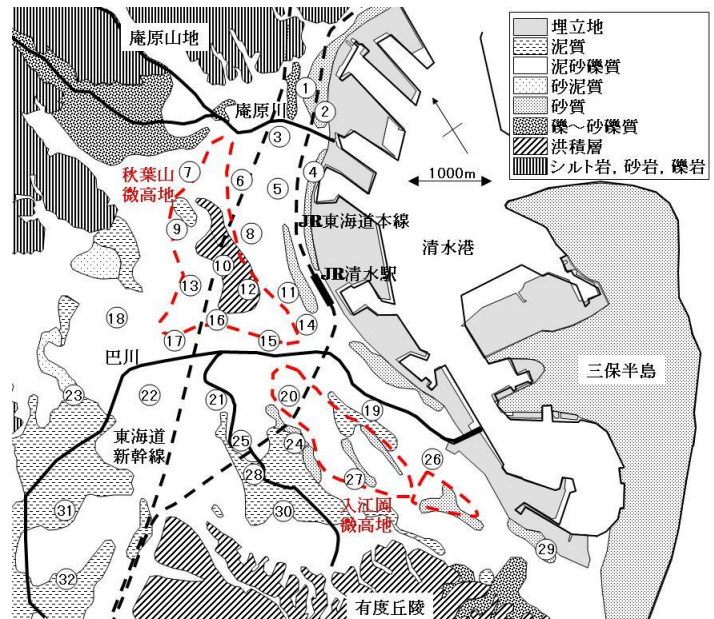 庵原山地
庵原川
秋葉山
微高地
JR東海道本線
JR清水駅
清水港
1000m
三保半島
巴川
東海道
新幹線
入江岡
微高地
有度丘陵
埋立地
泥質
泥砂礫質
砂泥質
砂質
礫～砂礫質
洪積層
シルト岩，砂岩，礫岩
①
②
③
④
⑤
⑥
⑦
⑧
⑨
⑩
⑪
⑫
⑬
⑭
⑮
⑯
⑰
⑱
⑲
⑳
㉑
㉒
㉓
㉔
㉕
㉖
㉗
㉘
㉙
㉚
㉛
㉜